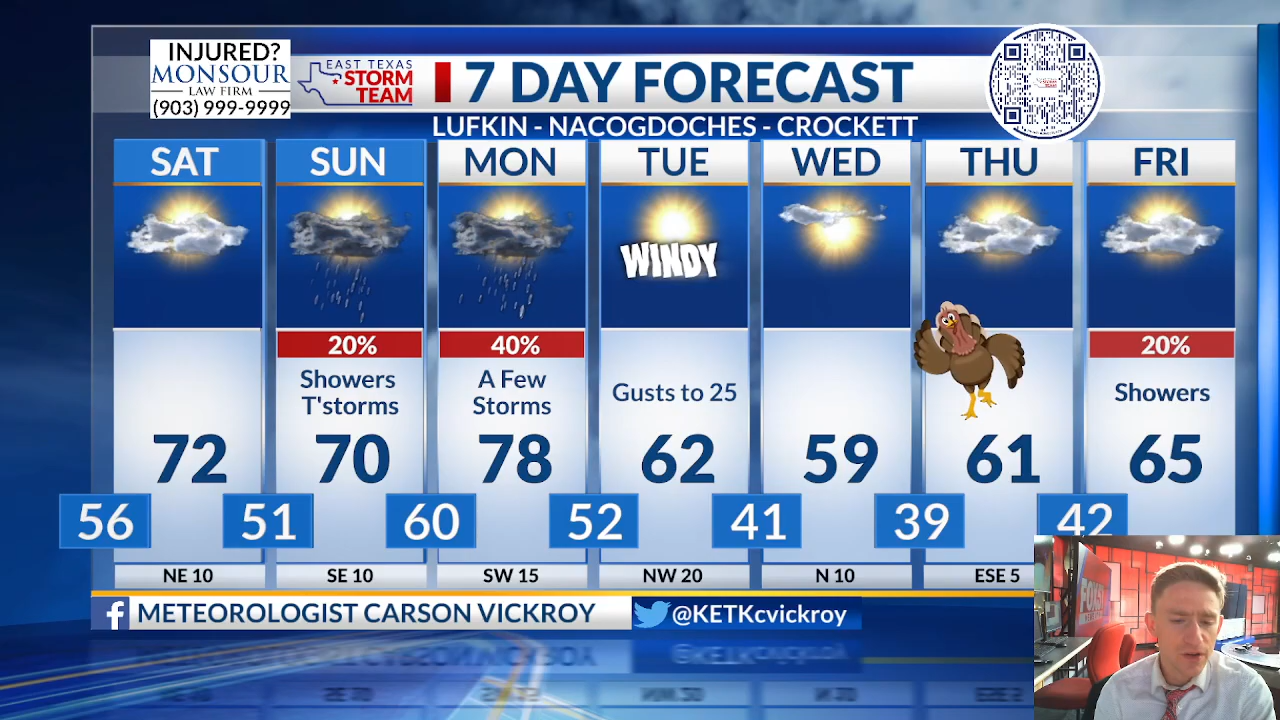 INJURED?
MONSOUR
LAW FIRM
(903) 999-9999
EAST TEXAS
STORM
TEAM
7 DAY FORECAST
LUFKIN - NACOGDOCHES - CROCKETT
SAT SUN MON TUE WED THU FRI
WINDY
20% 40% 20%
Showers
T'storms
A Few
Storms
Gusts to 25
Showers
72 70 78 62 59 61 65
56 51 60 52 41 39 42
NE 10 SE 10 SW 15 NW 20 N 10 ESE 5
METEOROLOGIST CARSON VICKROY
@KETKcvickroy